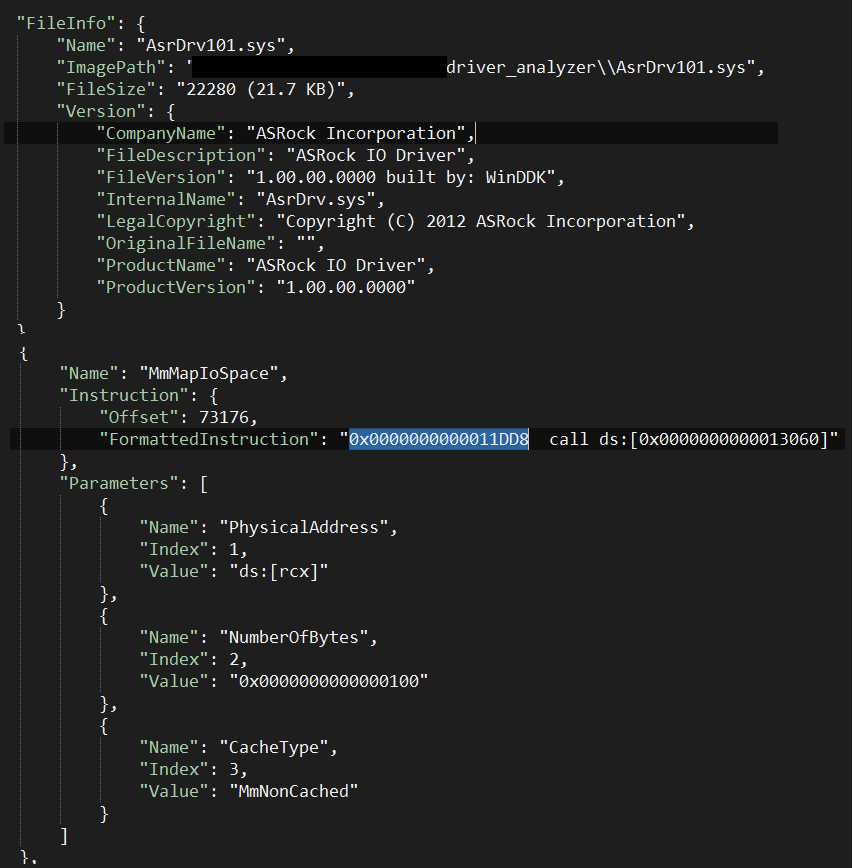 "FileInfo": {
"Name": "AsrDrv101.sys",
"ImagePath": "driver_analyzer\\AsrDrv101.sys",
"FileSize": "22280 (21.7 KB)",
"Version": {
"CompanyName": "ASRock Incorporation",
"FileDescription": "ASRock IO Driver",
"FileVersion": "1.00.00.0000 built by: WinDDK",
"InternalName": "AsrDrv.sys",
"LegalCopyright": "Copyright (C) 2012 ASRock Incorporation",
"OriginalFileName": "",
"ProductName": "ASRock IO Driver",
"ProductVersion": "1.00.00.0000"
}
}
{
"Name": "MmMapIoSpace",
"Instruction": {
"Offset": 73176,
"FormattedInstruction": "0x0000000000011DD8  call ds:[0x0000000000013060]"
},
"Parameters": [
{
"Name": "PhysicalAddress",
"Index": 1,
"Value": "ds:[rcx]"
},
{
"Name": "NumberOfBytes",
"Index": 2,
"Value": "0x0000000000000100"
},
{
"Name": "CacheType",
"Index": 3,
"Value": "MmNonCached"
}
]
},